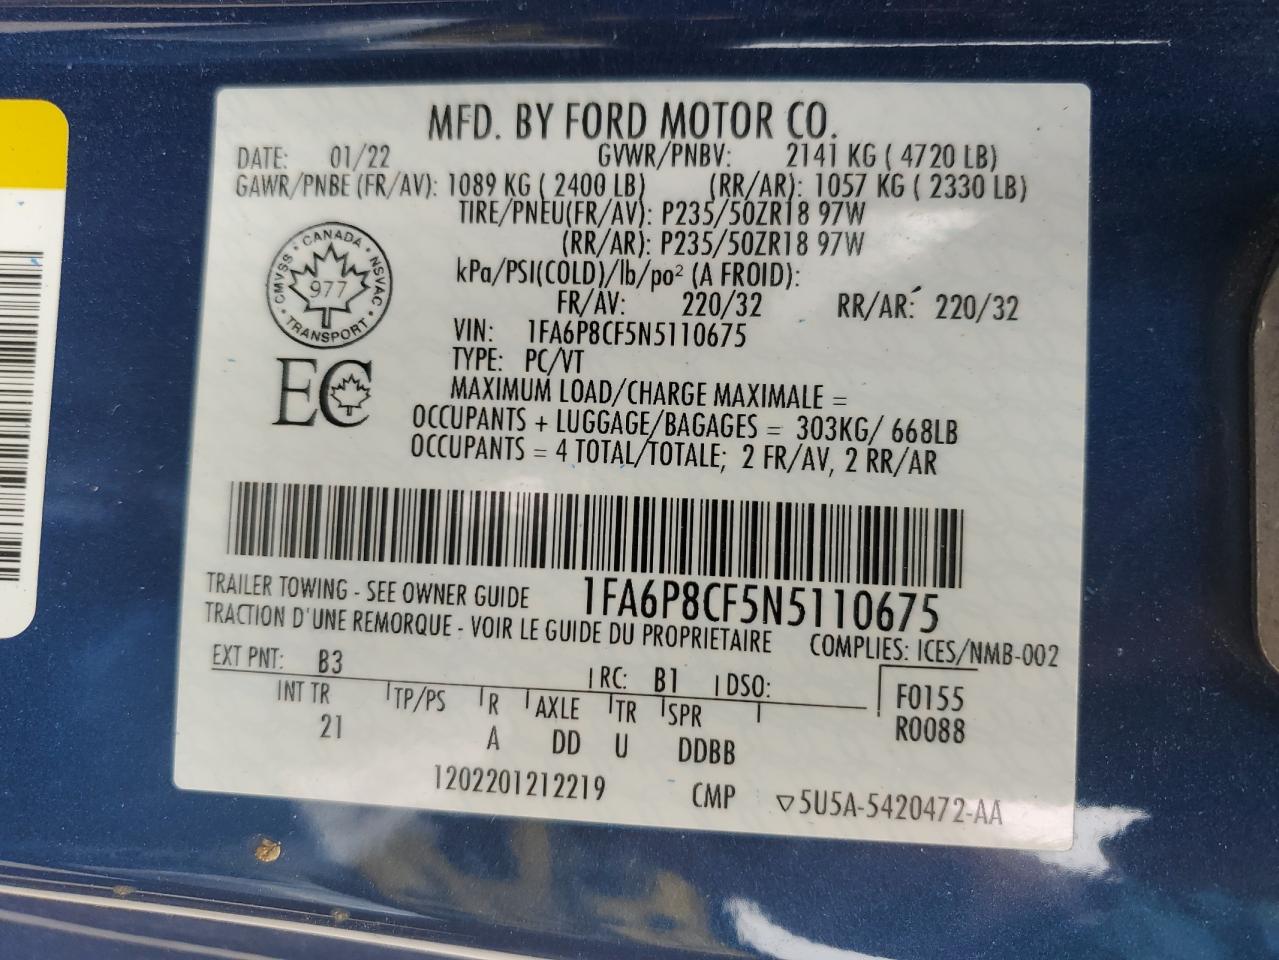 MFD. BY FORD MOTOR CO.
DATE: 01/22 GVWR/PNBV: 2141 KG ( 4720 LB)
GAWR/PNBE (FR/AV): 1089 KG ( 2400 LB) (RR/AR): 1057 KG ( 2330 LB)
TIRE/PNEU(FR/AV): P235/50ZR18 97W
(RR/AR): P235/50ZR18 97W
kPa/PSI(COLD)/lb/po² (A FROID):
FR/AV: 220/32 RR/AR: 220/32
CANADA
CMVSS NSVAC
977
TRANSPORT
VIN: 1FA6P8CF5N5110675
TYPE: PC/VT
EC
MAXIMUM LOAD/CHARGE MAXIMALE =
OCCUPANTS + LUGGAGE/BAGAGES = 303KG/ 668LB
OCCUPANTS = 4 TOTAL/TOTALE; 2 FR/AV, 2 RR/AR
TRAILER TOWING - SEE OWNER GUIDE 1FA6P8CF5N5110675
TRACTION D'UNE REMORQUE - VOIR LE GUIDE DU PROPRIETAIRE COMPLIES: ICES/NMB-002
EXT PNT: B3 RC: B1 DSO: F0155
INT TR TP/PS R AXLE TR SPR R0088
21 A DD U DDBB
1202201212219 CMP ▽5U5A-5420472-AA